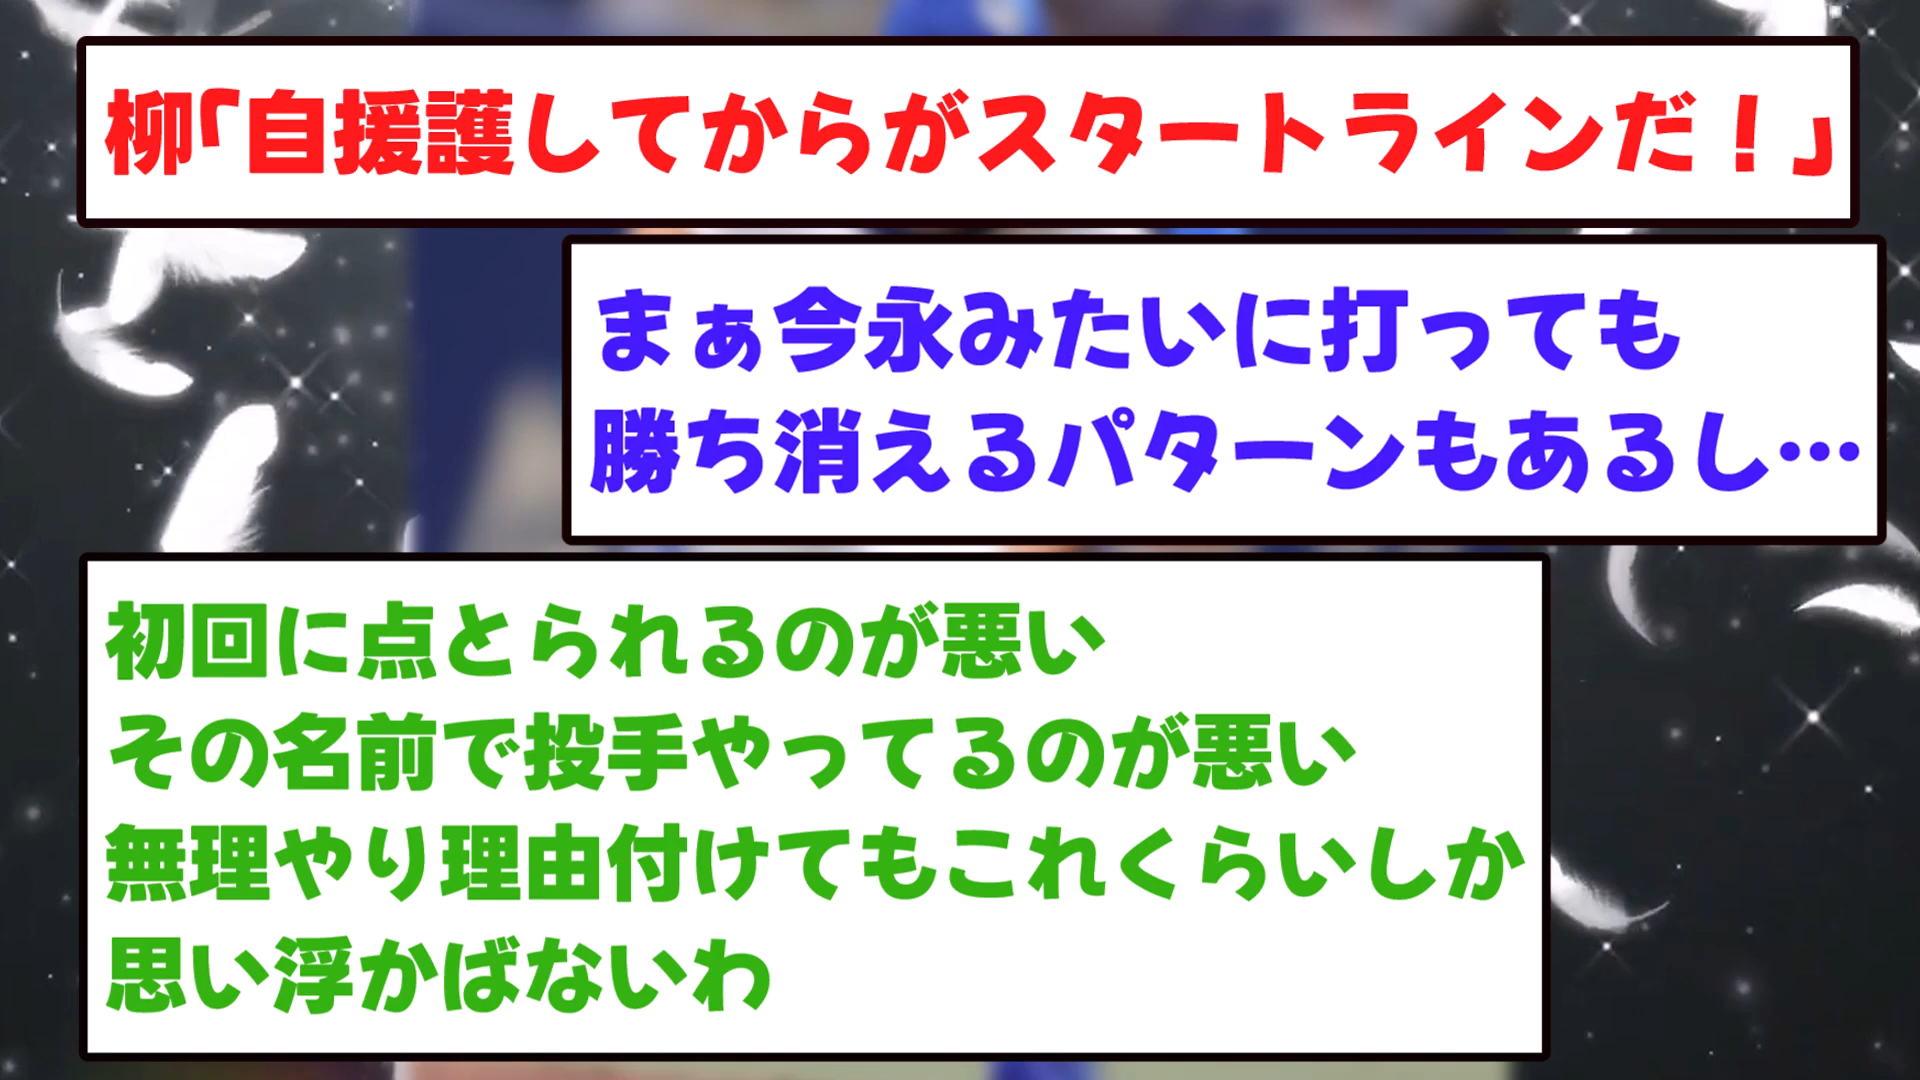 柳｢自援護してからがスタートラインだ！｣
まぁ今永みたいに打っても
勝ち消えるパターンもあるし…
初回に点とられるのが悪い
その名前で投手やってるのが悪い
無理やり理由付けてもこれくらいしか
思い浮かばないわ